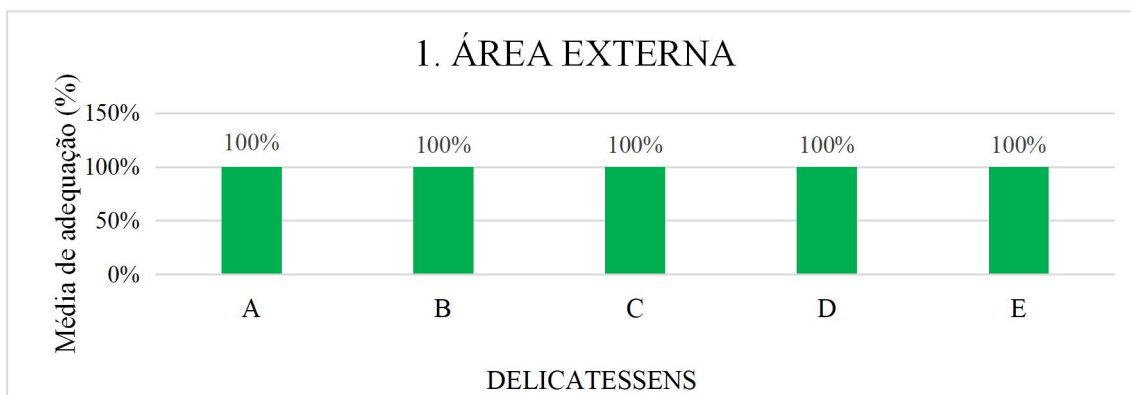 1. ÁREA EXTERNA
Média de adequação (%)
150%
100%
50%
0%
100% 100% 100% 100% 100%
A B C D E
DELICATESSENS